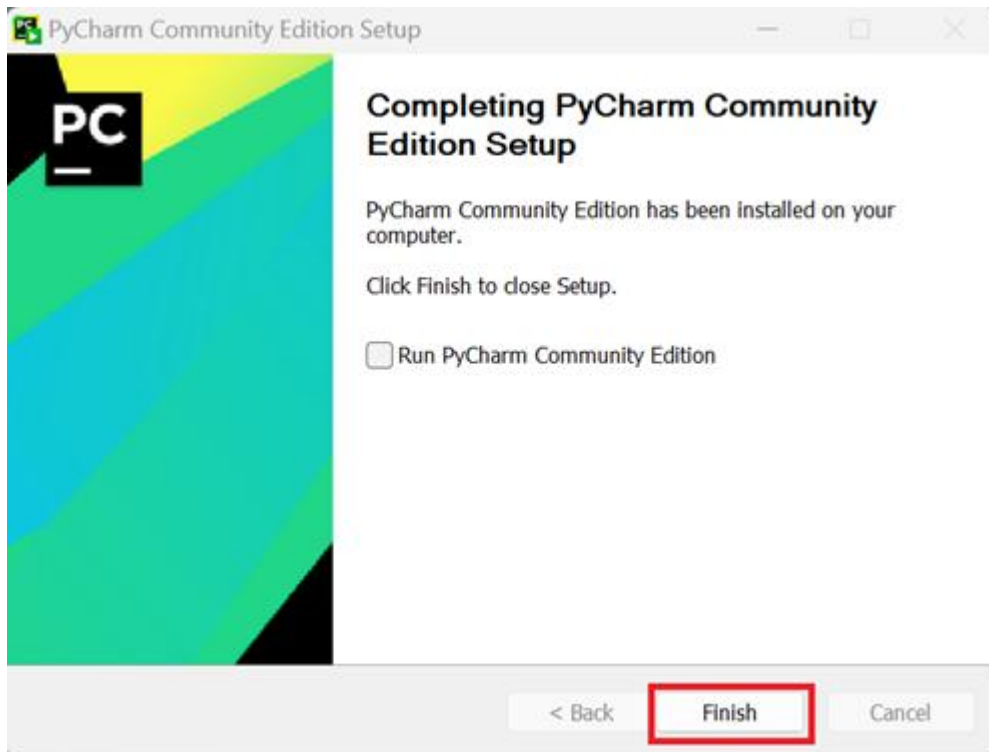 PyCharm Community Edition Setup
PC
Completing PyCharm Community
Edition Setup
PyCharm Community Edition has been installed on your
computer.
Click Finish to close Setup.
Run PyCharm Community Edition
< Back Finish Cancel